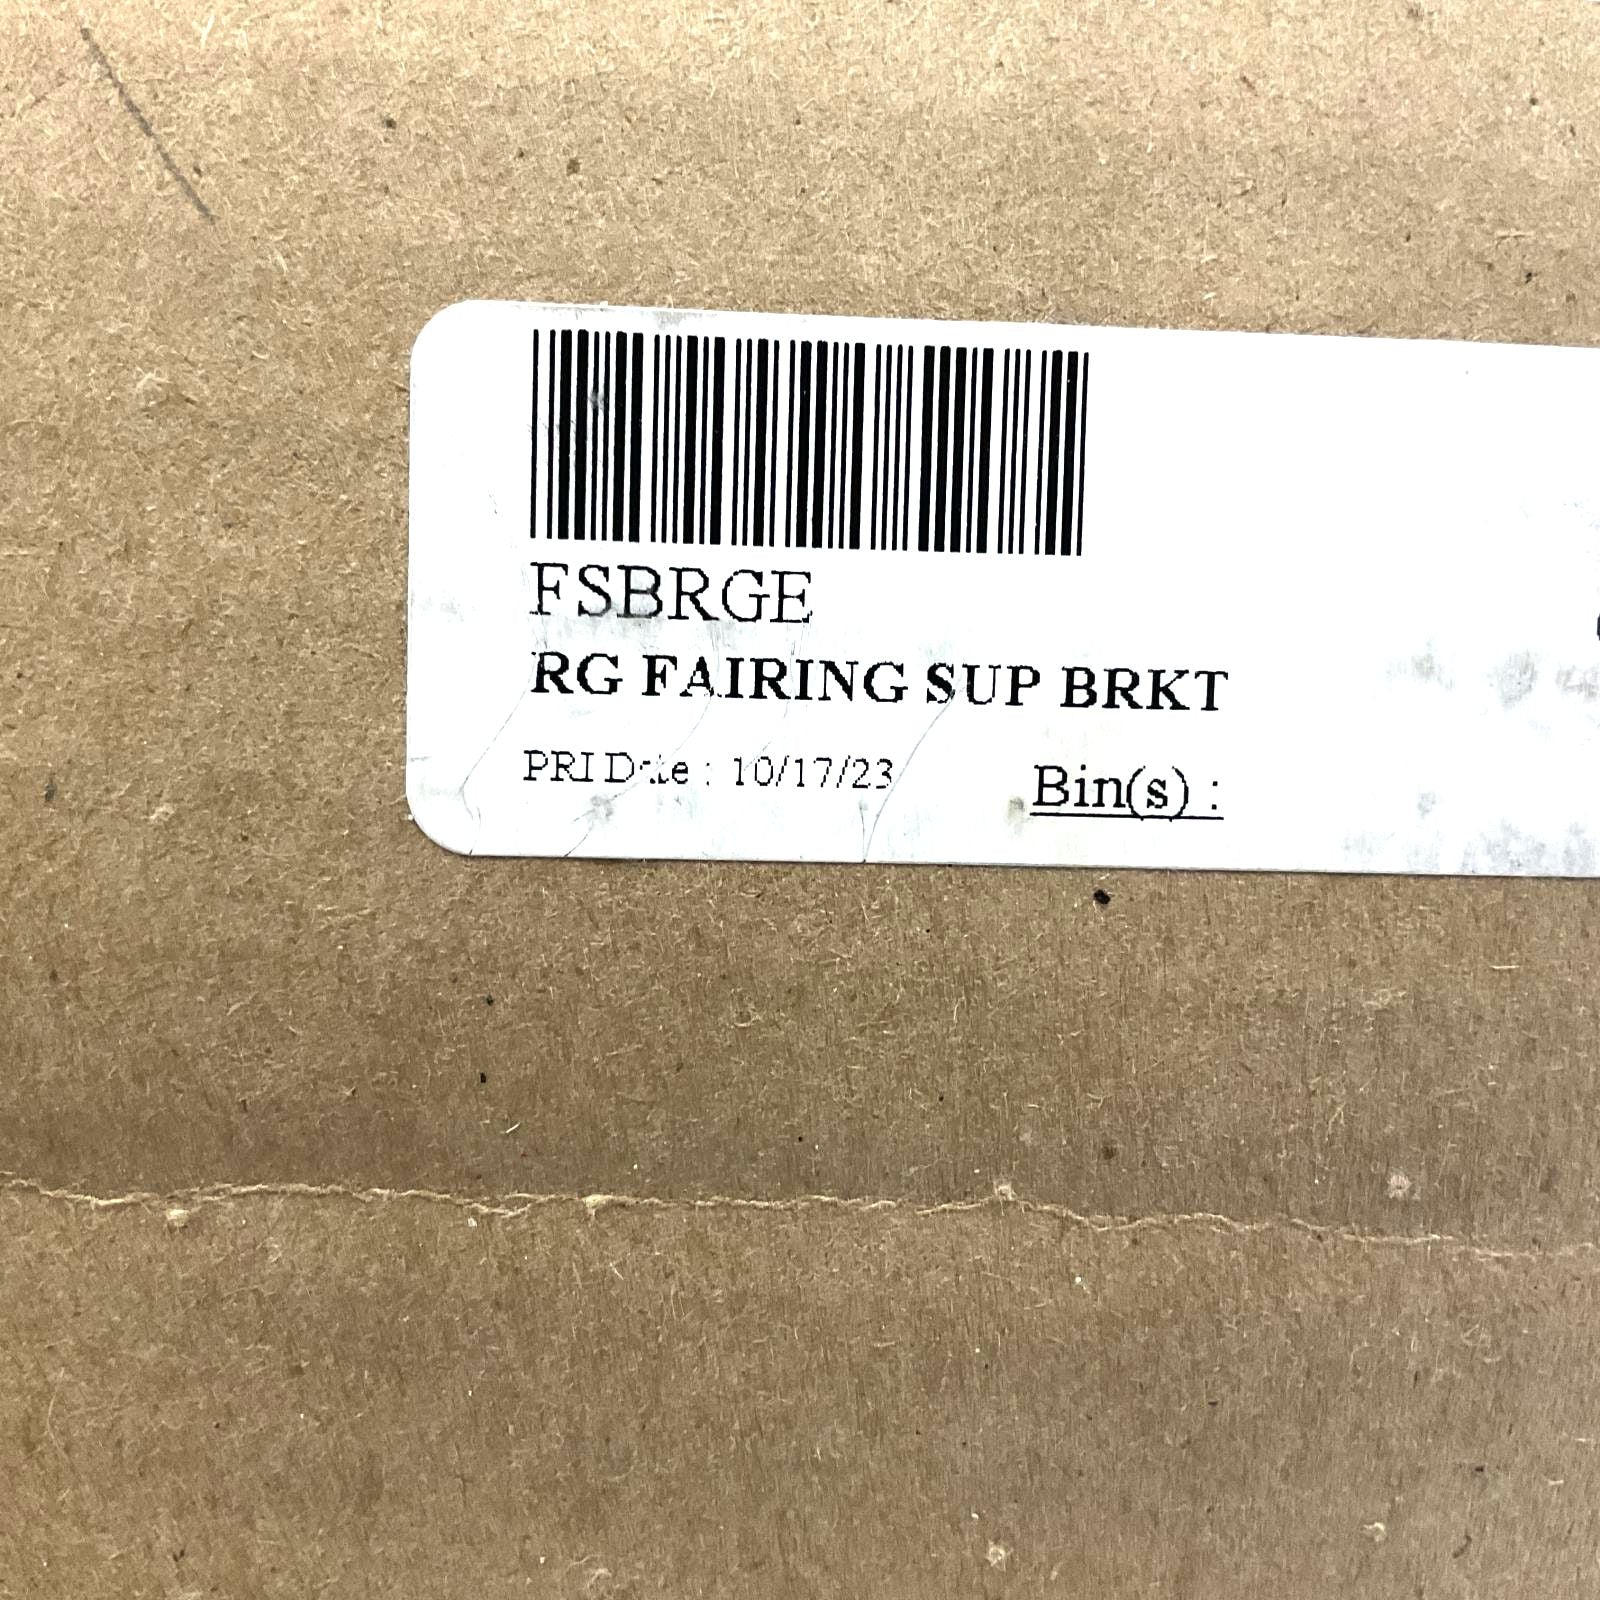 FSBRGE
RG FAIRING SUP BRKT
PRI Date : 10/17/23
Bin(s) :